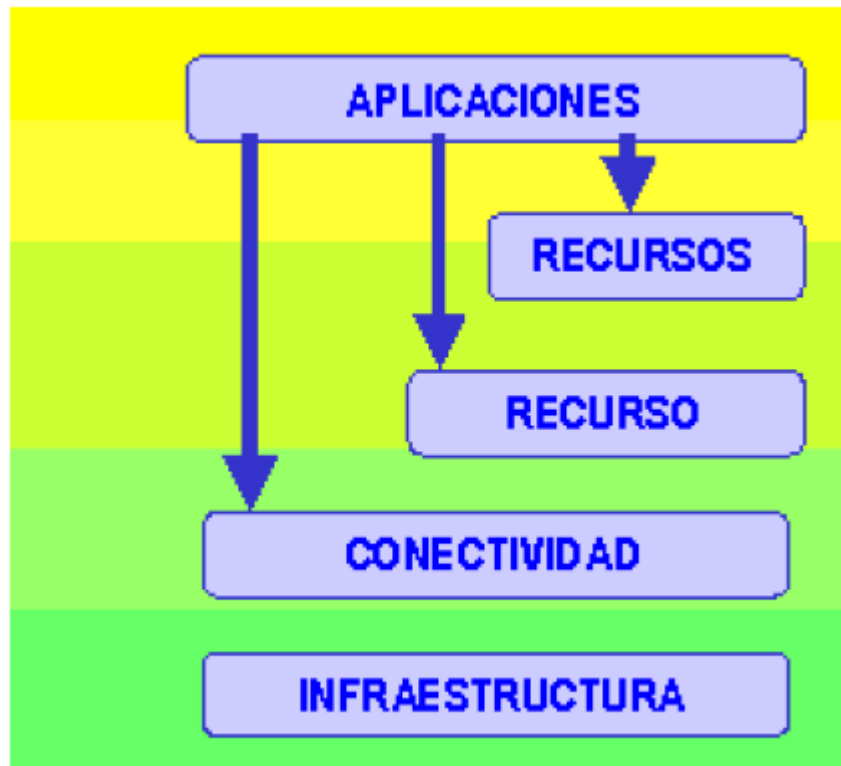 APLICACIONES
RECURSOS
RECURSO
CONECTIVIDAD
INFRAESTRUCTURA